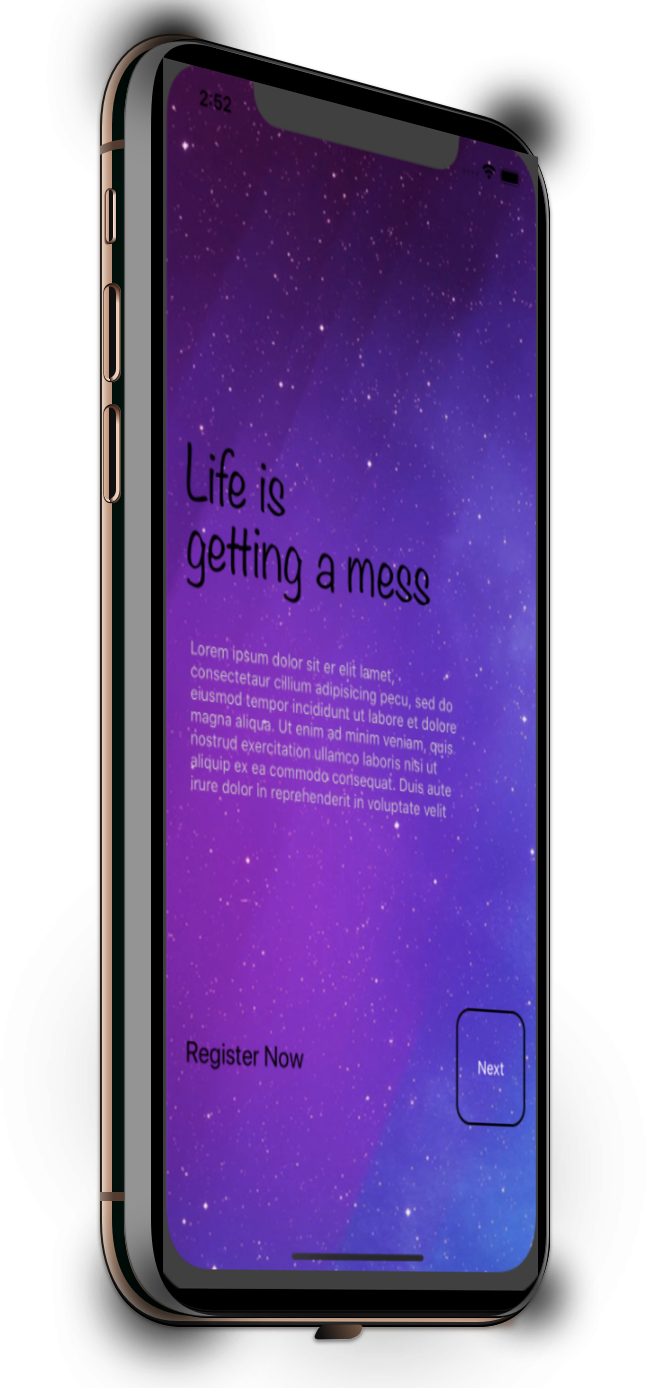 2:52
Life is
getting a mess
Lorem ipsum dolor sit er elit lamet,
consectetaur cillium adipisicing pecu, sed do
eiusmod tempor incididunt ut labore et dolore
magna aliqua. Ut enim ad minim veniam, quis
nostrud exercitation ullamco laboris nisi ut
aliquip ex ea commodo consequat. Duis aute
irure dolor in reprehenderit in voluptate velit
Register Now
Next